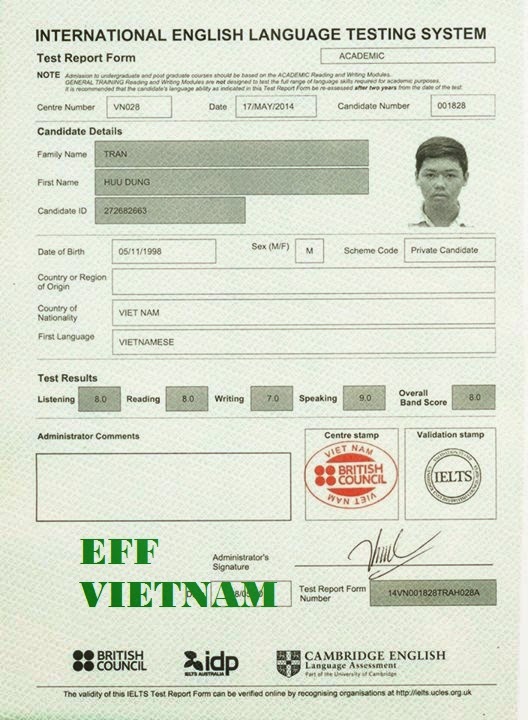 INTERNATIONAL ENGLISH LANGUAGE TESTING SYSTEM
Test Report Form
ACADEMIC
NOTE Admission to undergraduate and post graduate courses should be based on the ACADEMIC Reading and Writing Modules.
GENERAL TRAINING Reading and Writing Modules are not designed to test the full range of language skills required for academic purposes.
It is recommended that the candidate's language ability as indicated in this Test Report Form be re-assessed after two years from the date of the test
Centre Number VN028 Date 17/MAY/2014 Candidate Number 001828
Candidate Details
Family Name TRAN
First Name HUU DUNG
Candidate ID 272682663
Date of Birth 05/11/1998 Sex (M/F) M Scheme Code Private Candidate
Country or Region
of Origin
Country of
Nationality
VIET NAM
First Language VIETNAMESE
Test Results
Listening 8.0 Reading 8.0 Writing 7.0 Speaking 9.0 Overall
Band Score 8.0
Administrator Comments
Centre stamp
VIET NAM
BRITISH
COUNCIL
VIET NAM
Validation stamp
IELTS
EFF
VIETNAM
Administrator's
Signature
Test Report Form
Number
14VN001828TRAH028A
BRITISH
COUNCIL
idp
IELTS AUSTRALIA
CAMBRIDGE ENGLISH
Language Assessment
Part of the University of Cambridge
The validity of this IELTS Test Report Form can be verified online by recognising organisations at http://ielts.ucles.org.uk